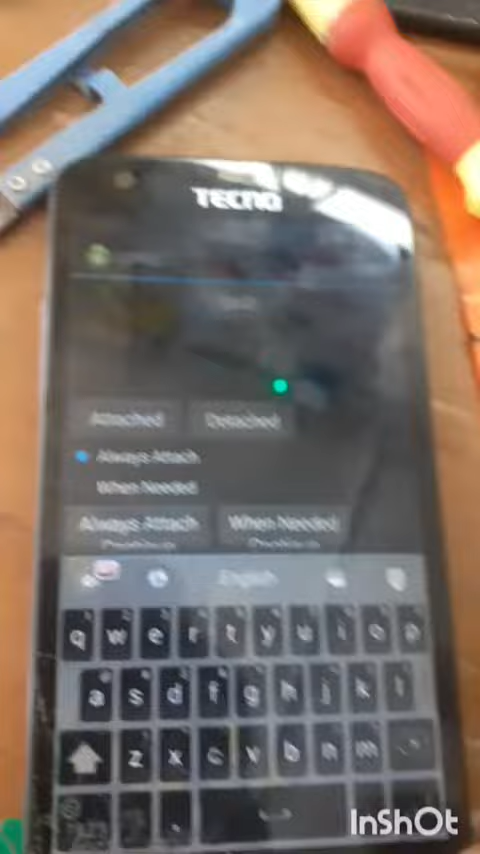 TECNO
Attached Detached
Always Attach
When Needed
Always Attach When Needed
English
q w e r t y u i o p
a s d f g h j k l
z x c v b n m
InShOt